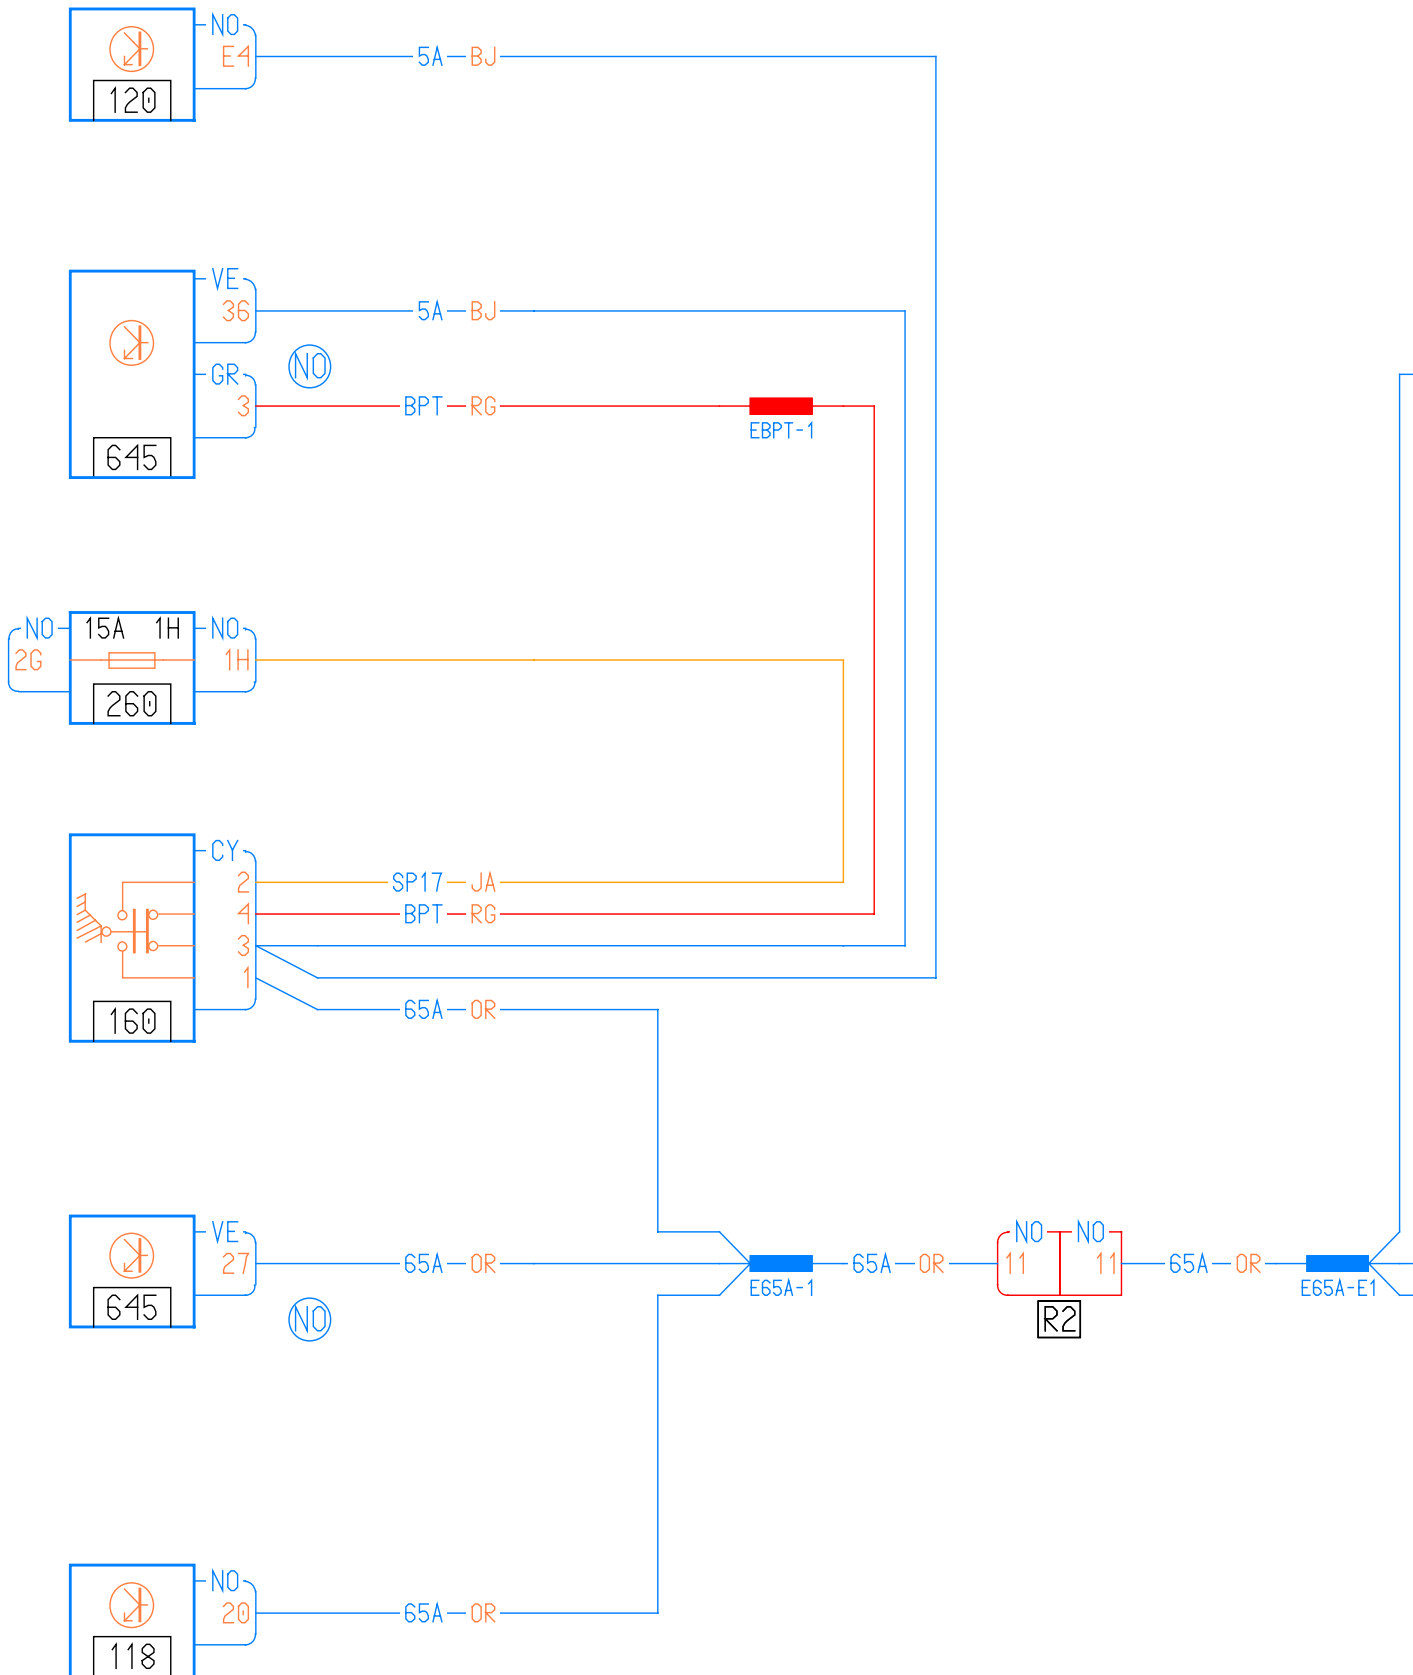 NO
E4 5A BJ
120
VE
36 5A BJ
NO
GR
3 BPT RG
EBPT-1
645
NO 15A 1H NO
2G 1H
260
CY
2 SP17 JA
4 BPT RG
3
1
65A OR
160
VE NO NO
27 65A OR 65A OR 11 11 65A OR
E65A-1 E65A-E1
645
NO R2
NO
20 65A OR
118